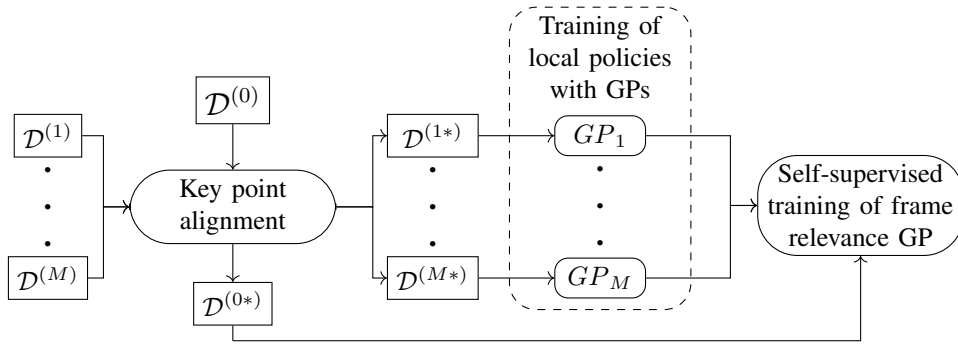 Training of
local policies
with GPs
𝒟^(0)
𝒟^(1)
𝒟^(1*)
GP_1
Key point
alignment
Self-supervised
training of frame
relevance GP
𝒟^(M)
𝒟^(M*)
GP_M
𝒟^(0*)